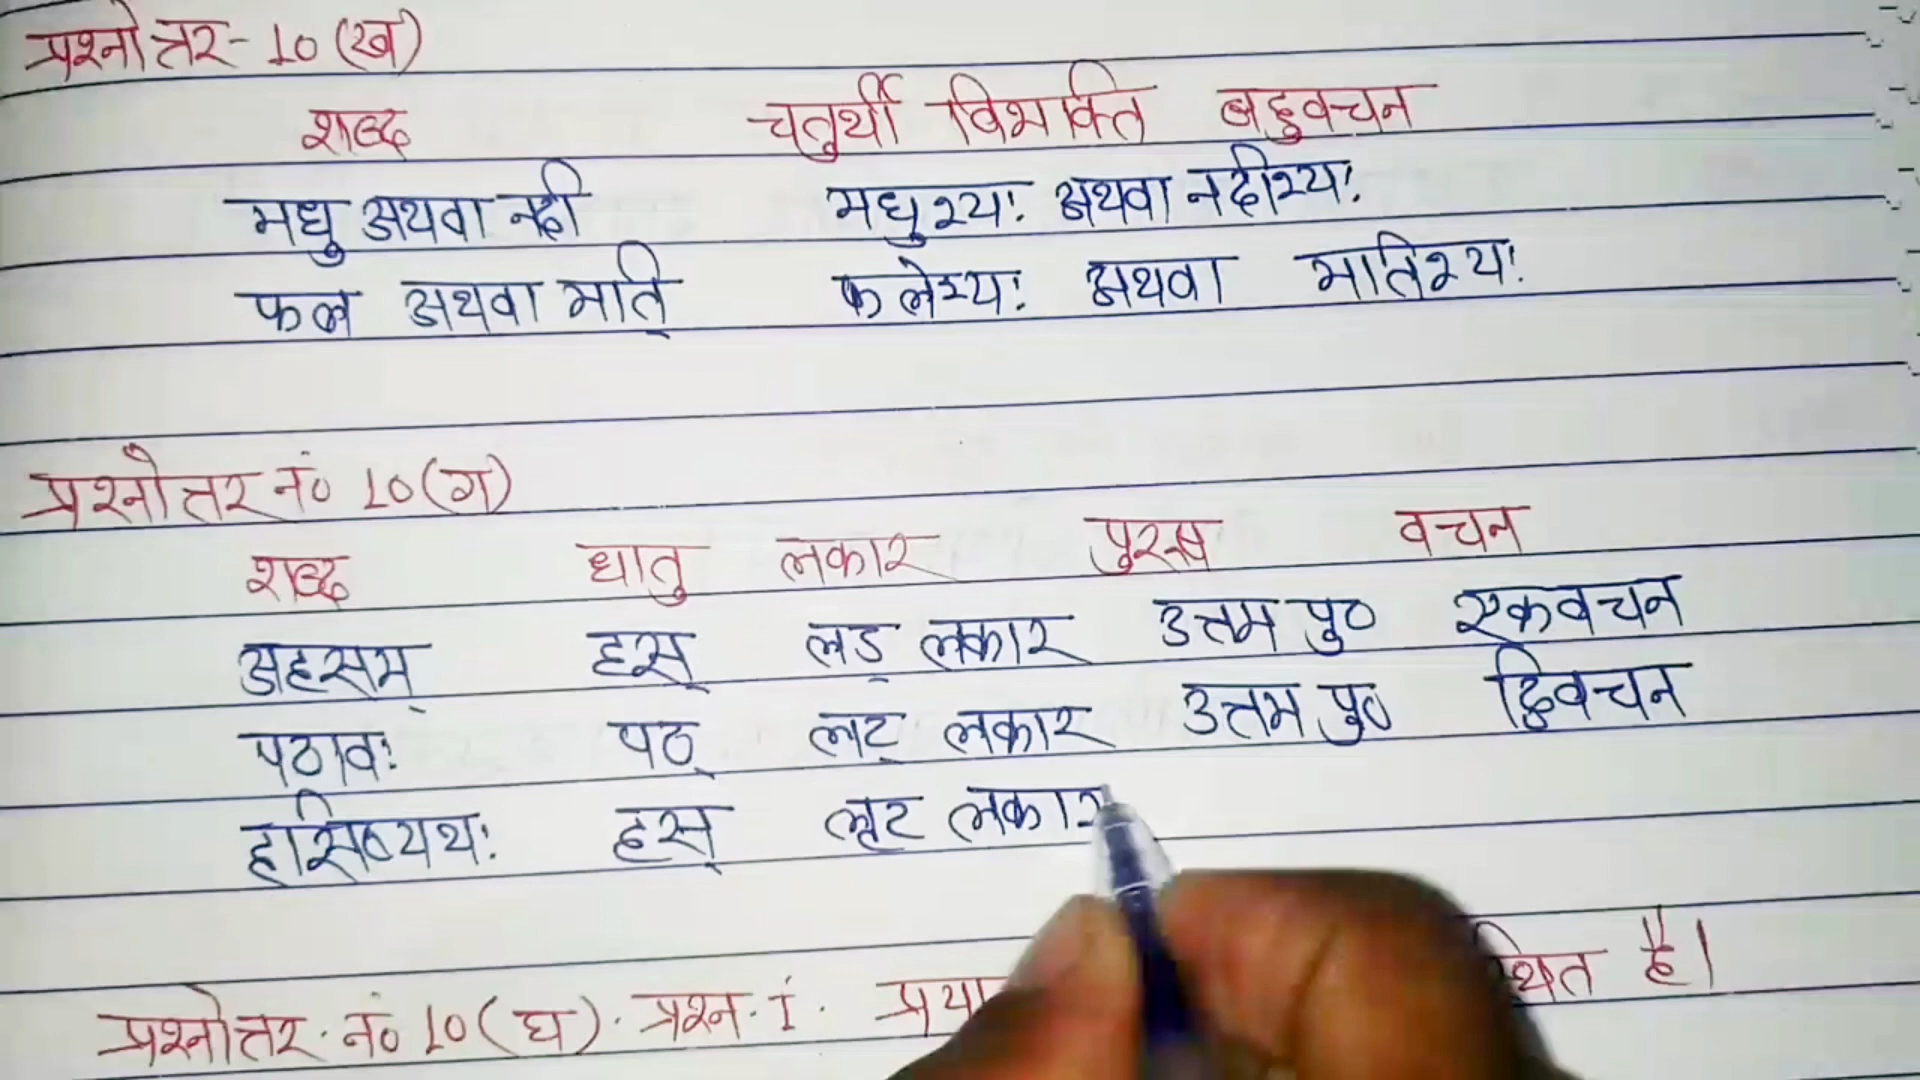 प्रश्नोत्तर- 10 (ख)
शब्द चतुर्थी विभक्ति बहुवचन
मधु अथवा नदी मधुभ्यः अथवा नदीभ्यः
फल अथवा मति फलेभ्यः अथवा मतिभ्यः
प्रश्नोत्तर नं० 10 (ग)
शब्द धातु लकार पुरुष वचन
अहसम् हस् लङ् लकार उत्तम पु० एकवचन
पठावः पठ् लट् लकार उत्तम पु० द्विवचन
हसिष्यथः हस् लृट लकार
प्रश्नोत्तर. नं० 10 (घ). प्रश्न. I. है।